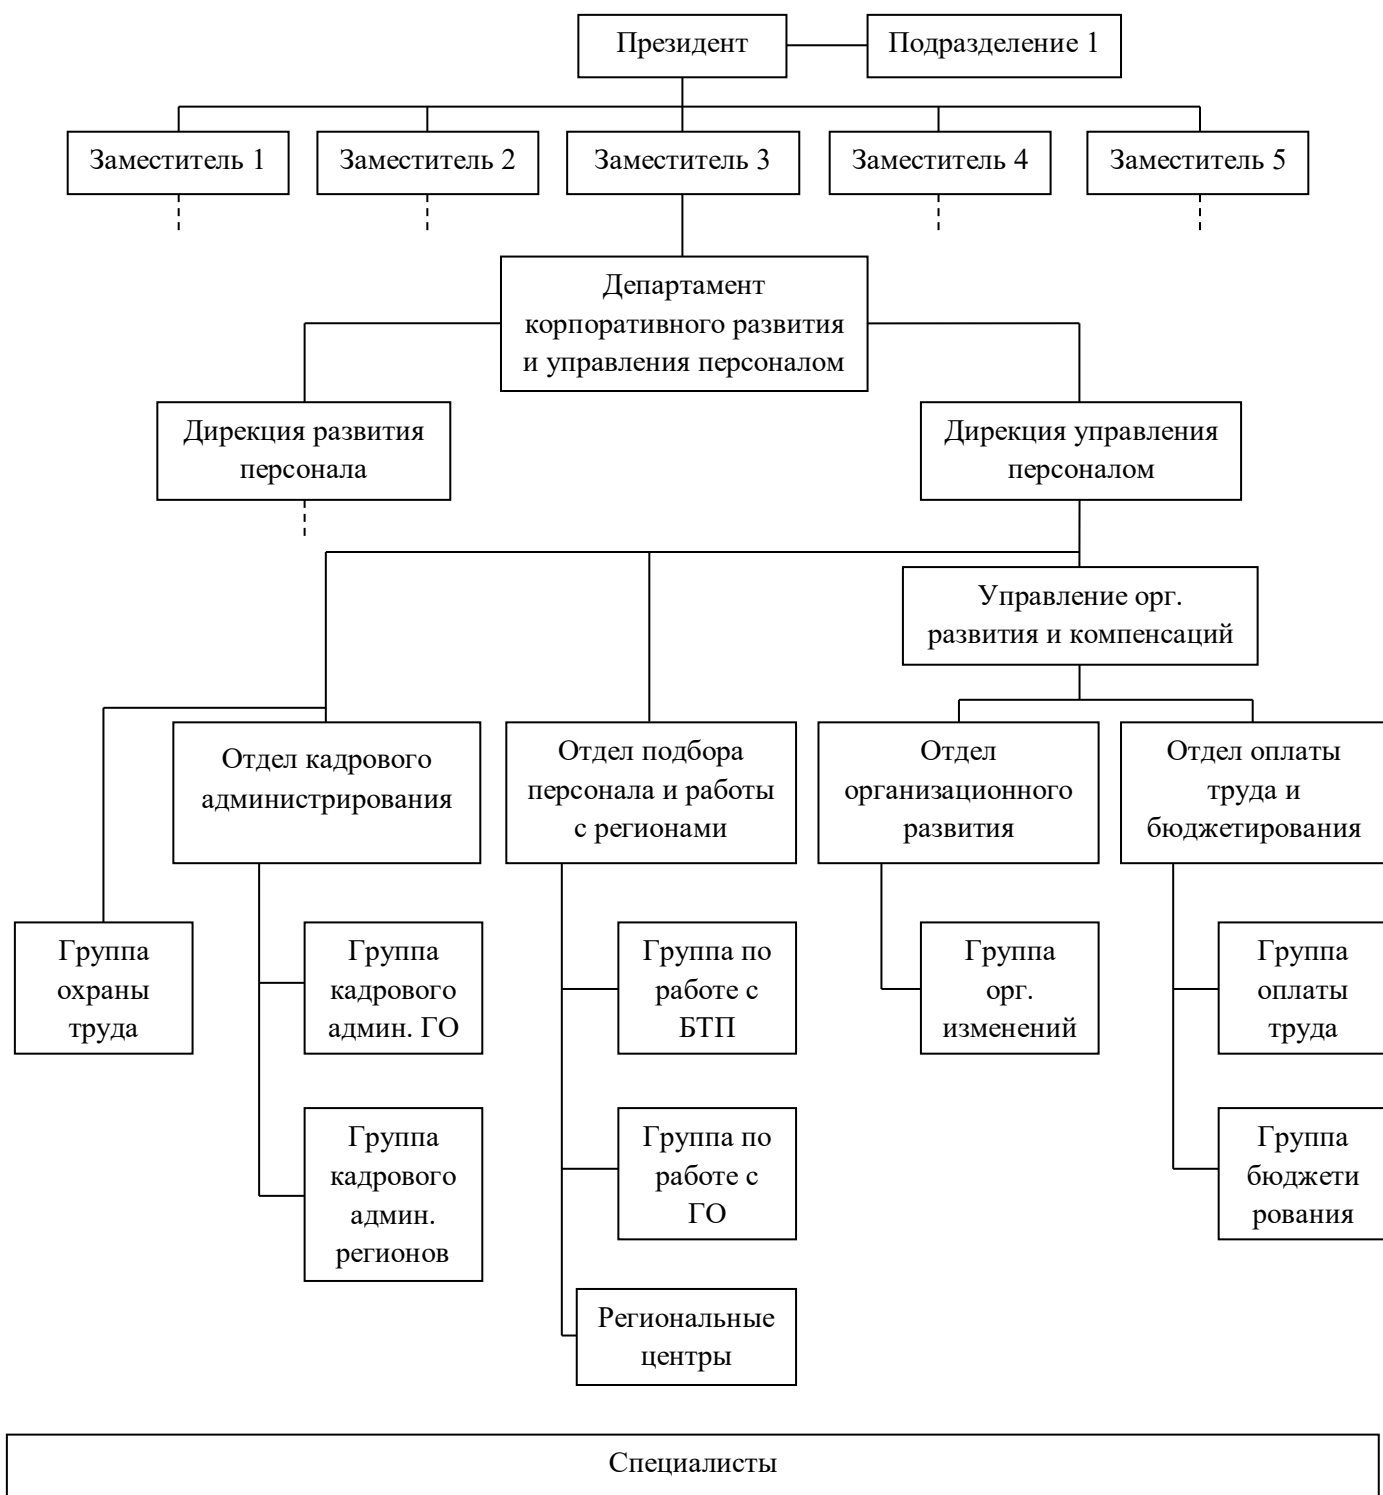 Президент
Подразделение 1
Заместитель 1
Заместитель 2
Заместитель 3
Заместитель 4
Заместитель 5
Департамент
корпоративного развития
и управления персоналом
Дирекция развития
персонала
Дирекция управления
персоналом
Управление орг.
развития и компенсаций
Отдел кадрового
администрирования
Отдел подбора
персонала и работы
с регионами
Отдел
организационного
развития
Отдел оплаты
труда и
бюджетирования
Группа
охраны
труда
Группа
кадрового
админ. ГО
Группа по
работе с
БТП
Группа
орг.
изменений
Группа
оплаты
труда
Группа
кадрового
админ.
регионов
Группа по
работе с
ГО
Группа
бюджети
рования
Региональные
центры
Специалисты